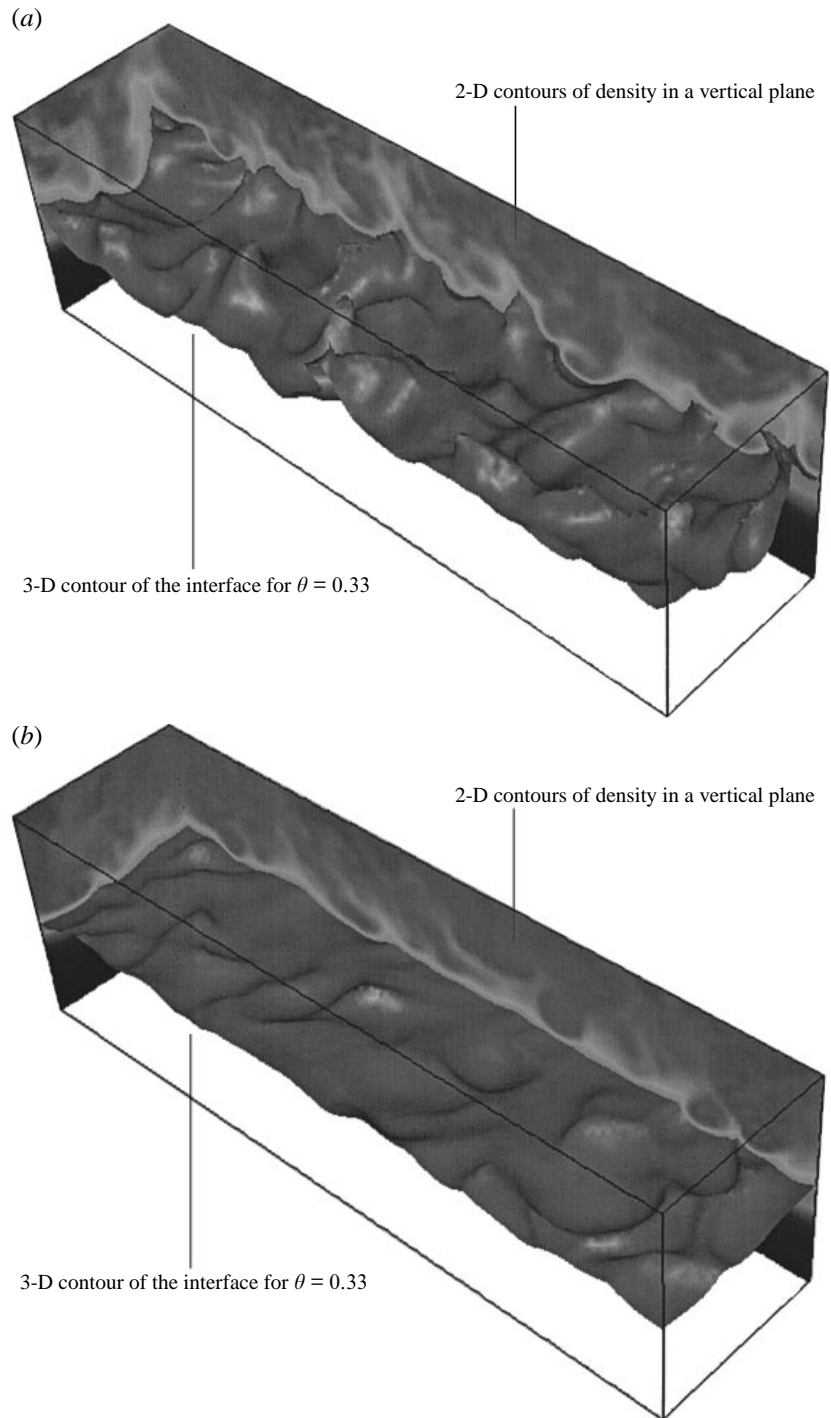 (a)
2-D contours of density in a vertical plane
3-D contour of the interface for θ = 0.33
(b)
2-D contours of density in a vertical plane
3-D contour of the interface for θ = 0.33